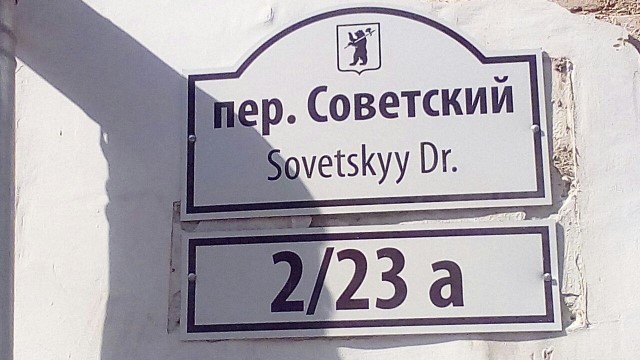 пер. Советский
Sovetskyy Dr.
2/23 а